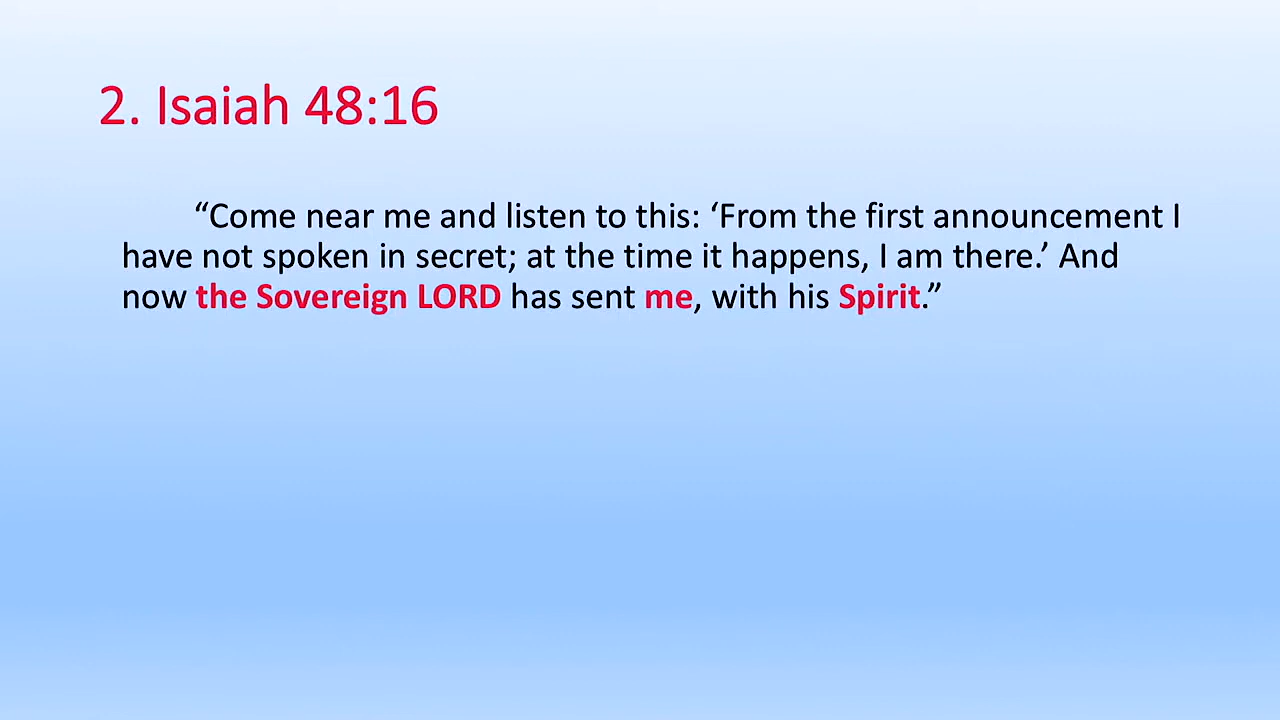 2. Isaiah 48:16
“Come near me and listen to this: ‘From the first announcement I
have not spoken in secret; at the time it happens, I am there.’ And
now the Sovereign LORD has sent me, with his Spirit.”